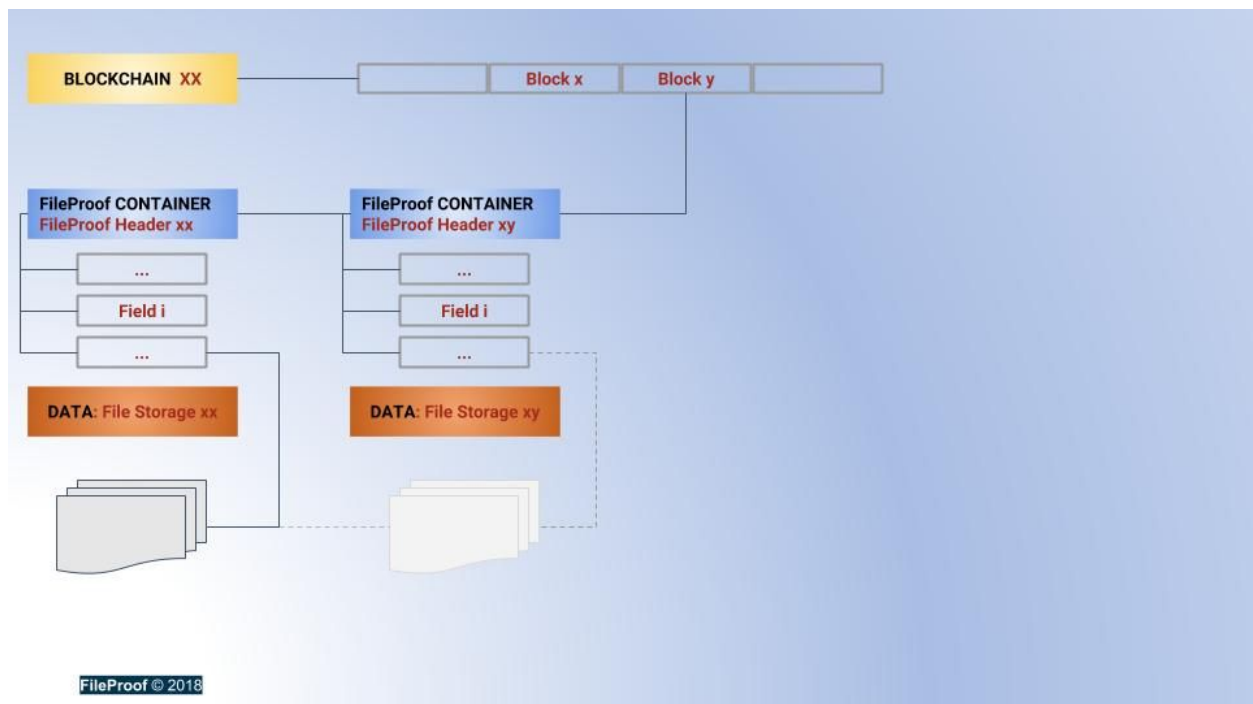 BLOCKCHAIN XX
Block x
Block y
FileProof CONTAINER
FileProof Header xx
FileProof CONTAINER
FileProof Header xy
...
Field i
...
...
Field i
...
DATA: File Storage xx
DATA: File Storage xy
FileProof © 2018